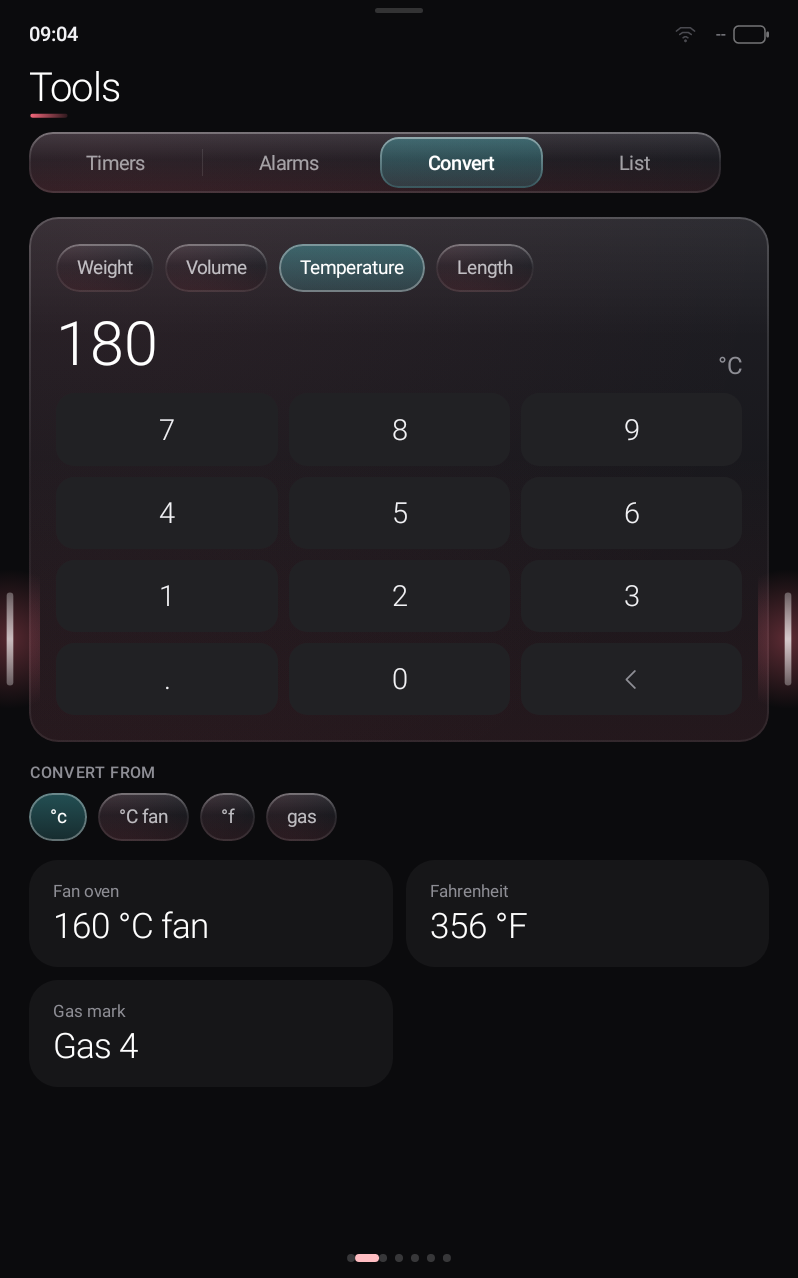 09:04
--
Tools
Timers Alarms Convert List
Weight Volume Temperature Length
180
°C
7 8 9
4 5 6
1 2 3
. 0
CONVERT FROM
°c °C fan °f gas
Fan oven Fahrenheit
160 °C fan 356 °F
Gas mark
Gas 4